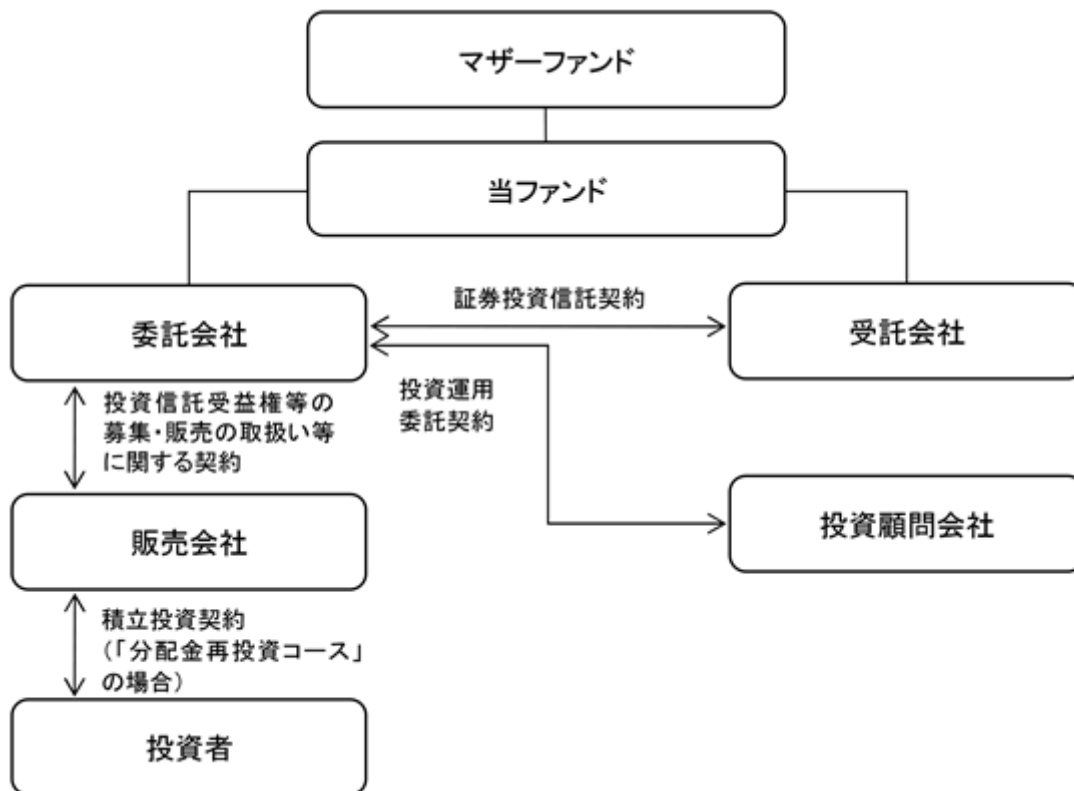 マザーファンド
当ファンド
委託会社
証券投資信託契約
受託会社
投資運用
委託契約
投資信託受益権等の
募集・販売の取扱い等
に関する契約
販売会社
投資顧問会社
積立投資契約
(「分配金再投資コース」
の場合)
投資者